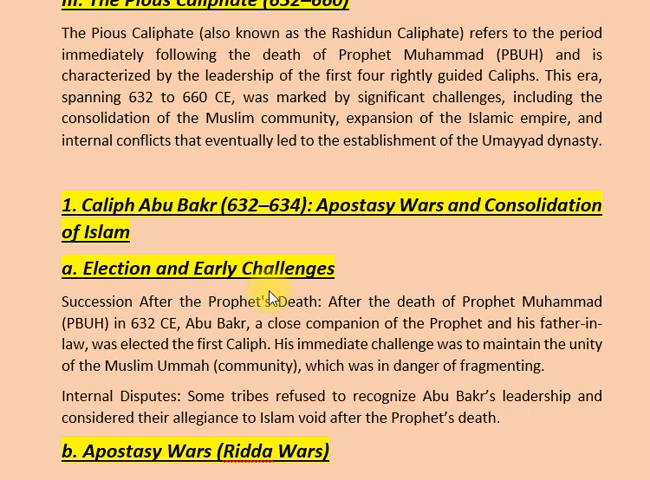 III. The Pious Caliphate (632–660)
The Pious Caliphate (also known as the Rashidun Caliphate) refers to the period
immediately following the death of Prophet Muhammad (PBUH) and is
characterized by the leadership of the first four rightly guided Caliphs. This era,
spanning 632 to 660 CE, was marked by significant challenges, including the
consolidation of the Muslim community, expansion of the Islamic empire, and
internal conflicts that eventually led to the establishment of the Umayyad dynasty.
1. Caliph Abu Bakr (632–634): Apostasy Wars and Consolidation
of Islam
a. Election and Early Challenges
Succession After the Prophet's Death: After the death of Prophet Muhammad
(PBUH) in 632 CE, Abu Bakr, a close companion of the Prophet and his father-in-
law, was elected the first Caliph. His immediate challenge was to maintain the unity
of the Muslim Ummah (community), which was in danger of fragmenting.
Internal Disputes: Some tribes refused to recognize Abu Bakr’s leadership and
considered their allegiance to Islam void after the Prophet’s death.
b. Apostasy Wars (Ridda Wars)